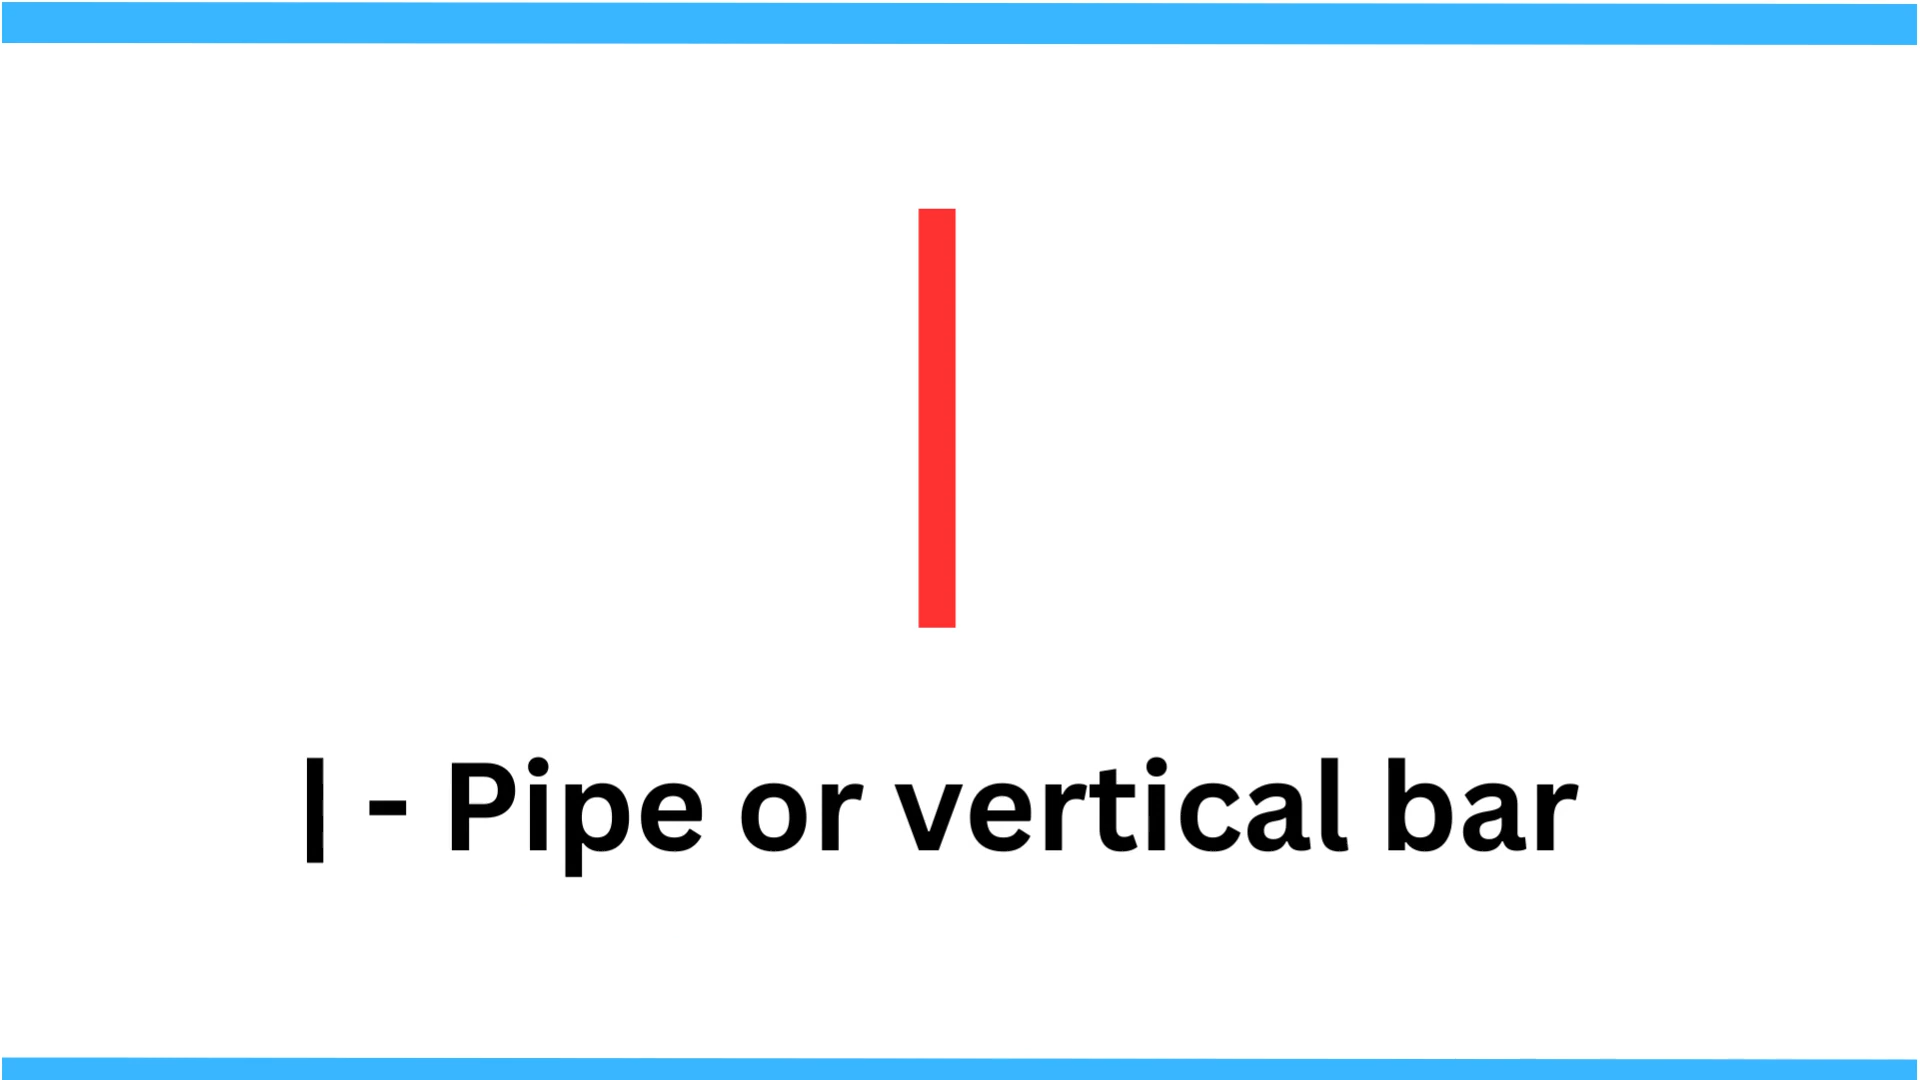 |
| - Pipe or vertical bar